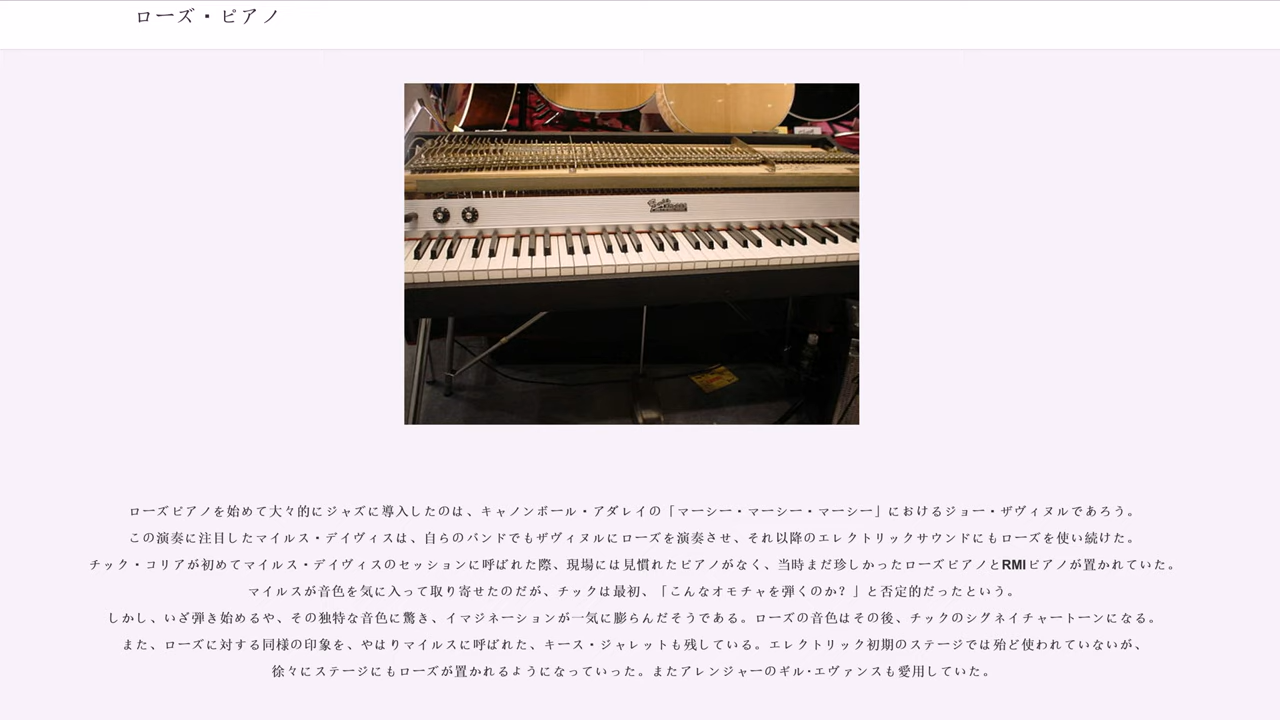 ローズ・ピアノ
ローズピアノを始めて大々的にジャズに導入したのは、キャノンボール・アダレイの「マーシー・マーシー・マーシー」におけるジョー・ザヴィヌルであろう。
この演奏に注目したマイルス・デイヴィスは、自らのバンドでもザヴィヌルにローズを演奏させ、それ以降のエレクトリックサウンドにもローズを使い続けた。
チック・コリアが初めてマイルス・デイヴィスのセッションに呼ばれた際、現場には見慣れたピアノがなく、当時まだ珍しかったローズピアノとRMIピアノが置かれていた。
マイルスが音色を気に入って取り寄せたのだが、チックは最初、「こんなオモチャを弾くのか？」と否定的だったという。
しかし、いざ弾き始めるや、その独特な音色に驚き、イマジネーションが一気に膨らんだそうである。ローズの音色はその後、チックのシグネイチャートーンになる。
また、ローズに対する同様の印象を、やはりマイルスに呼ばれた、キース・ジャレットも残している。エレクトリック初期のステージでは殆ど使われていないが、
徐々にステージにもローズが置かれるようになっていった。またアレンジャーのギル･エヴァンスも愛用していた。